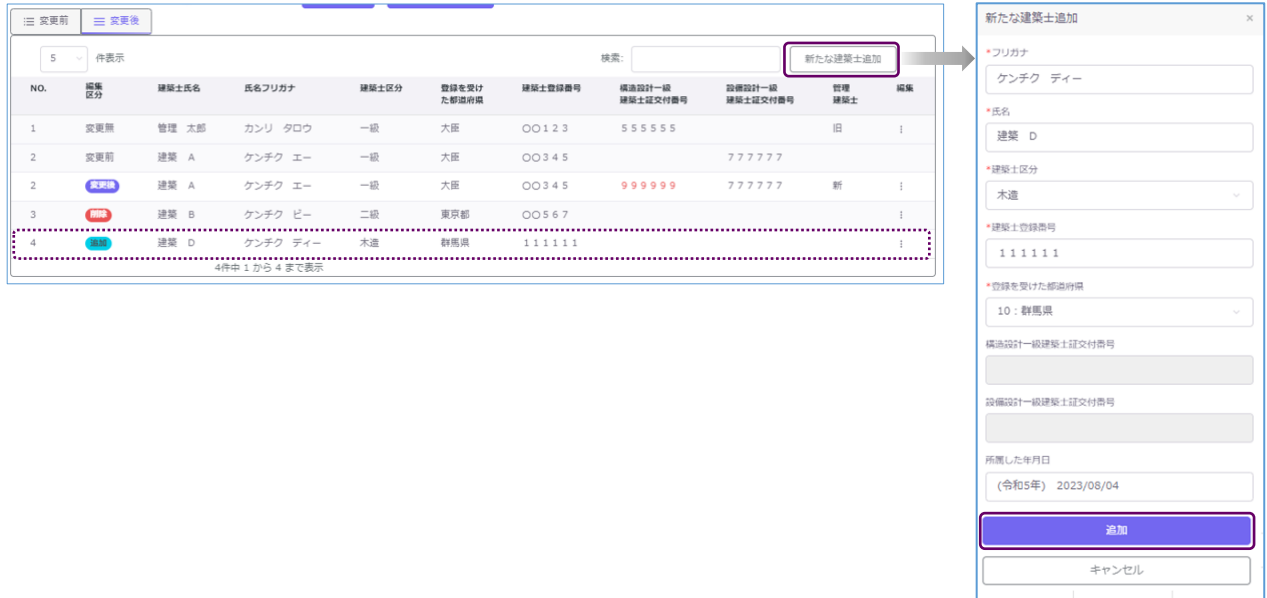 変更前 変更後
5 件表示 検索: 新たな建築士追加
NO. 編集区分 建築士氏名 氏名フリガナ 建築士区分 登録を受けた都道府県 建築士登録番号 構造設計一級建築士証交付番号 設備設計一級建築士証交付番号 管理建築士 編集
1 変更無 管理 太郎 カンリ タロウ 一級 大阪 〇〇123 555555 旧
2 変更前 建築 A ケンチク エー 一級 大阪 〇〇345 777777
2 変更後 建築 A ケンチク エー 一級 大阪 〇〇345 999999 777777 新
3 削除 建築 B ケンチク ビー 二級 東京都 〇〇567
4 追加 建築 D ケンチク ディー 木造 群馬県 111111
4件中 1 から 4 まで表示
新たな建築士追加 ×
*フリガナ
ケンチク ディー
*氏名
建築 D
*建築士区分
木造
*建築士登録番号
111111
*登録を受けた都道府県
10:群馬県
構造設計一級建築士証交付番号
設備設計一級建築士証交付番号
所属した年月日
(令和5年) 2023/08/04
追加
キャンセル